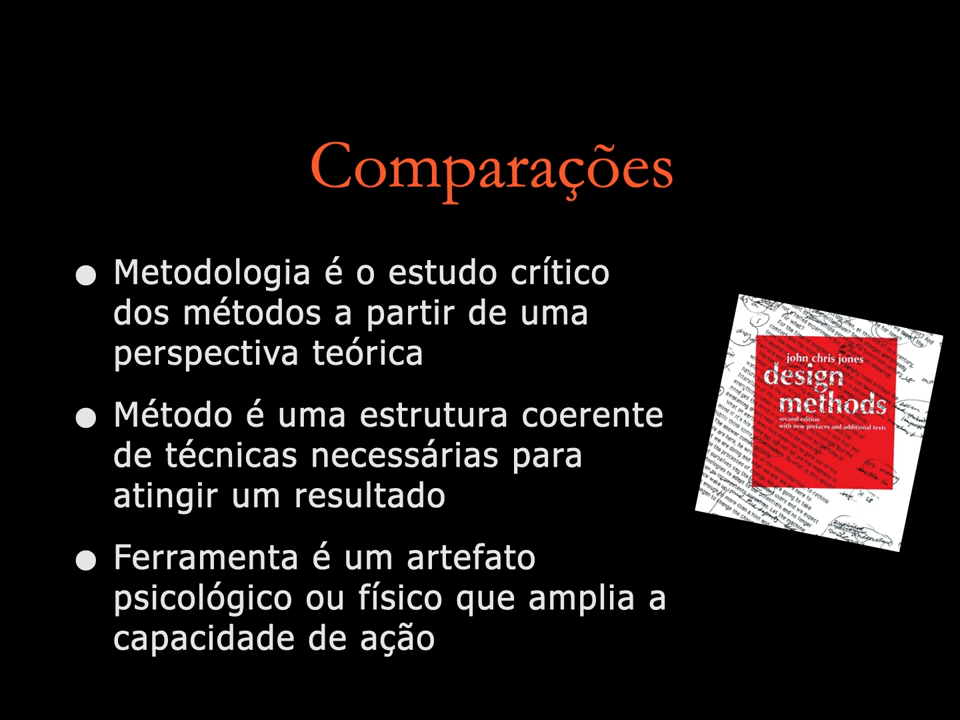 Comparações
• Metodologia é o estudo crítico
dos métodos a partir de uma
perspectiva teórica
• Método é uma estrutura coerente
de técnicas necessárias para
atingir um resultado
• Ferramenta é um artefato
psicológico ou físico que amplia a
capacidade de ação
john chris jones
design
methods
second edition
with new prefaces and additional texts